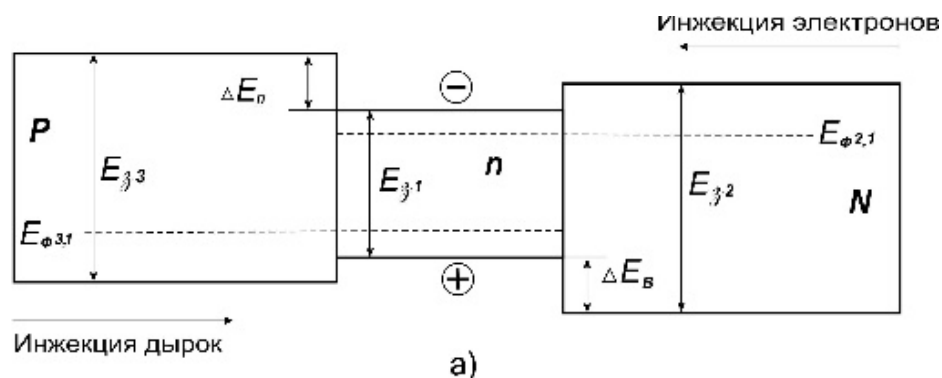 Инжекция электронов
ΔEп
P
Eф2,1
Eз3
Eз1
n
Eз2
N
Eф3,1
ΔEв
Инжекция дырок
а)